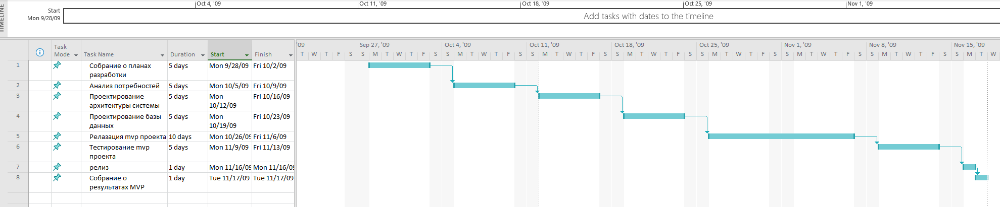 Oct 4, '09 Oct 11, '09 Oct 18, '09 Oct 25, '09 Nov 1, '09
TIMELINE
Start
Mon 9/28/09
Add tasks with dates to the timeline
Task Mode Task Name Duration Start Finish
'09 Sep 27, '09 Oct 4, '09 Oct 11, '09 Oct 18, '09 Oct 25, '09 Nov 1, '09 Nov 8, '09 Nov 15, '09
T W T F S S M T W T F S S M T W T F S S M T W T F S S M T W T F S S M T W T F S S M T W T F S S M T W T F S S M T W
1 Собрание о планах 5 days Mon 9/28/09 Fri 10/2/09
разработки
2 Анализ потребностей 5 days Mon 10/5/09 Fri 10/9/09
3 Проектирование 5 days Mon Fri 10/16/09
архитектуры системы 10/12/09
4 Проектирование базы 5 days Mon Fri 10/23/09
данных 10/19/09
5 Релазация mvp проекта 10 days Mon 10/26/09 Fri 11/6/09
6 Тестирование mvp 5 days Mon 11/9/09 Fri 11/13/09
проекта
7 релиз 1 day Mon 11/16/09 Mon 11/16/09
8 Собрание о 1 day Tue 11/17/09 Tue 11/17/09
результатах MVP